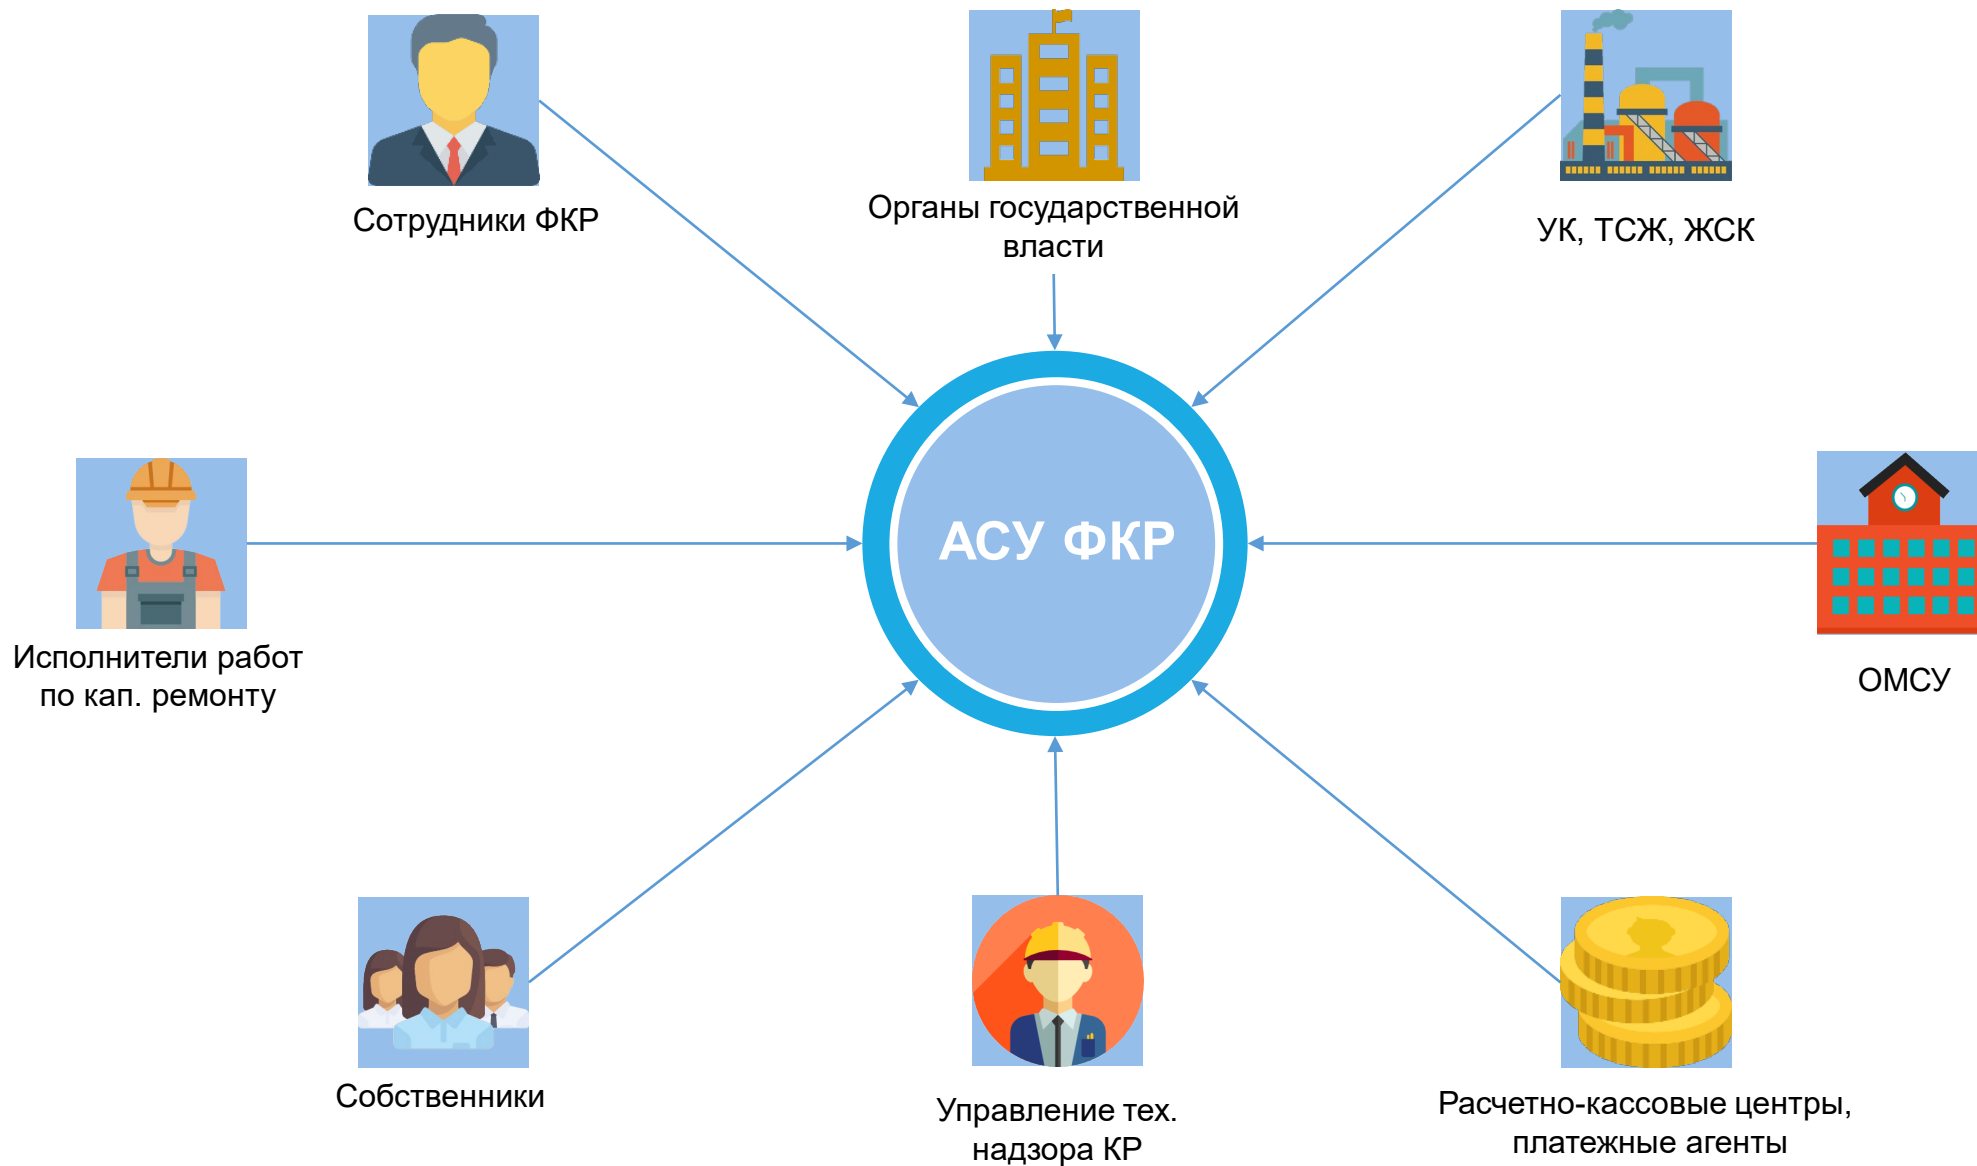 Сотрудники ФКР
Органы государственной
власти
УК, ТСЖ, ЖСК
АСУ ФКР
Исполнители работ
по кап. ремонту
ОМСУ
Собственники
Управление тех.
надзора КР
Расчетно-кассовые центры,
платежные агенты